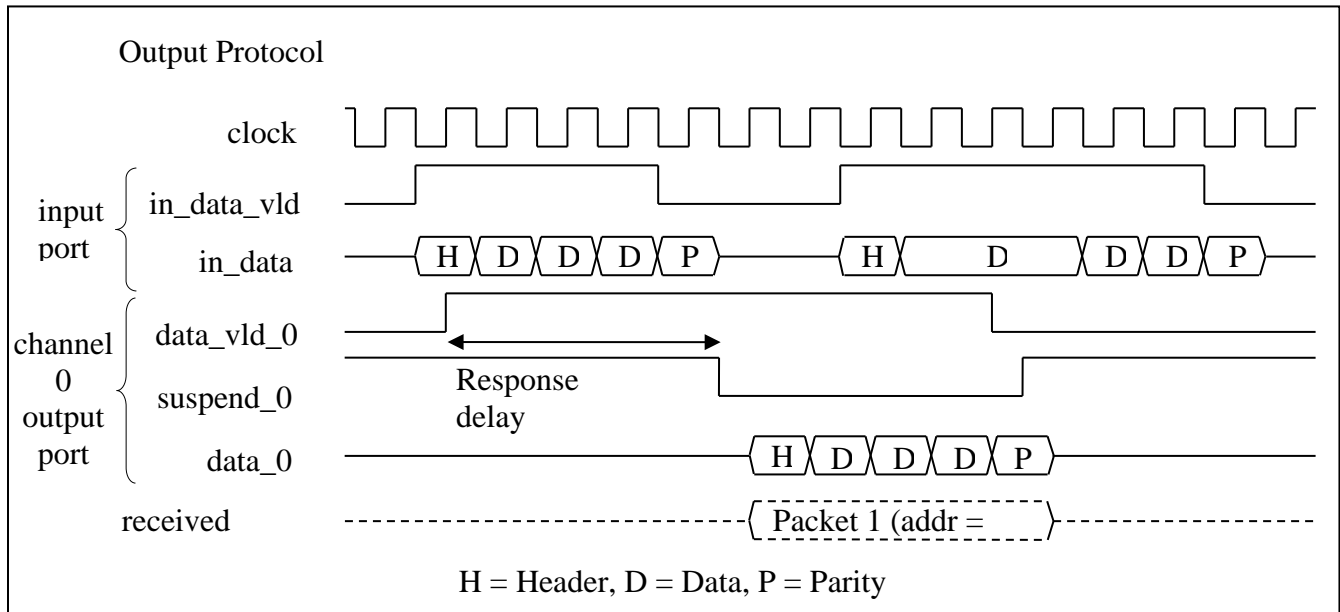 Output Protocol
clock
input
port
in_data_vld
in_data
H D D D P H D D D P
channel
0
output
port
data_vld_0
Response
delay
suspend_0
data_0
H D D D P
received
Packet 1 (addr =
H = Header, D = Data, P = Parity